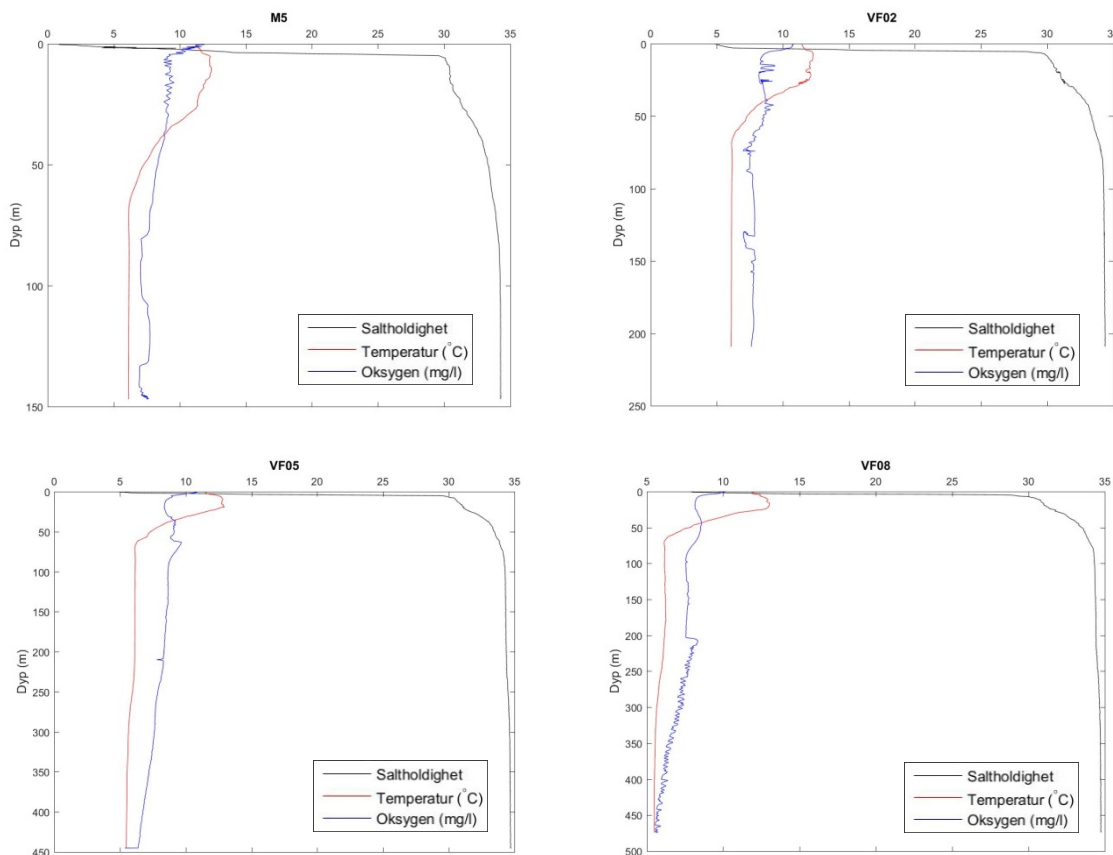 M5
0 5 10 15 20 25 30 35
0
50
100
150
Dyp (m)
Saltholdighet
Temperatur (°C)
Oksygen (mg/l)
VF02
0 5 10 15 20 25 30 35
0
50
100
150
200
250
Dyp (m)
Saltholdighet
Temperatur (°C)
Oksygen (mg/l)
VF05
0 5 10 15 20 25 30 35
0
50
100
150
200
250
300
350
400
450
Dyp (m)
Saltholdighet
Temperatur (°C)
Oksygen (mg/l)
VF08
5 10 15 20 25 30 35
0
50
100
150
200
250
300
350
400
450
500
Dyp (m)
Saltholdighet
Temperatur (°C)
Oksygen (mg/l)